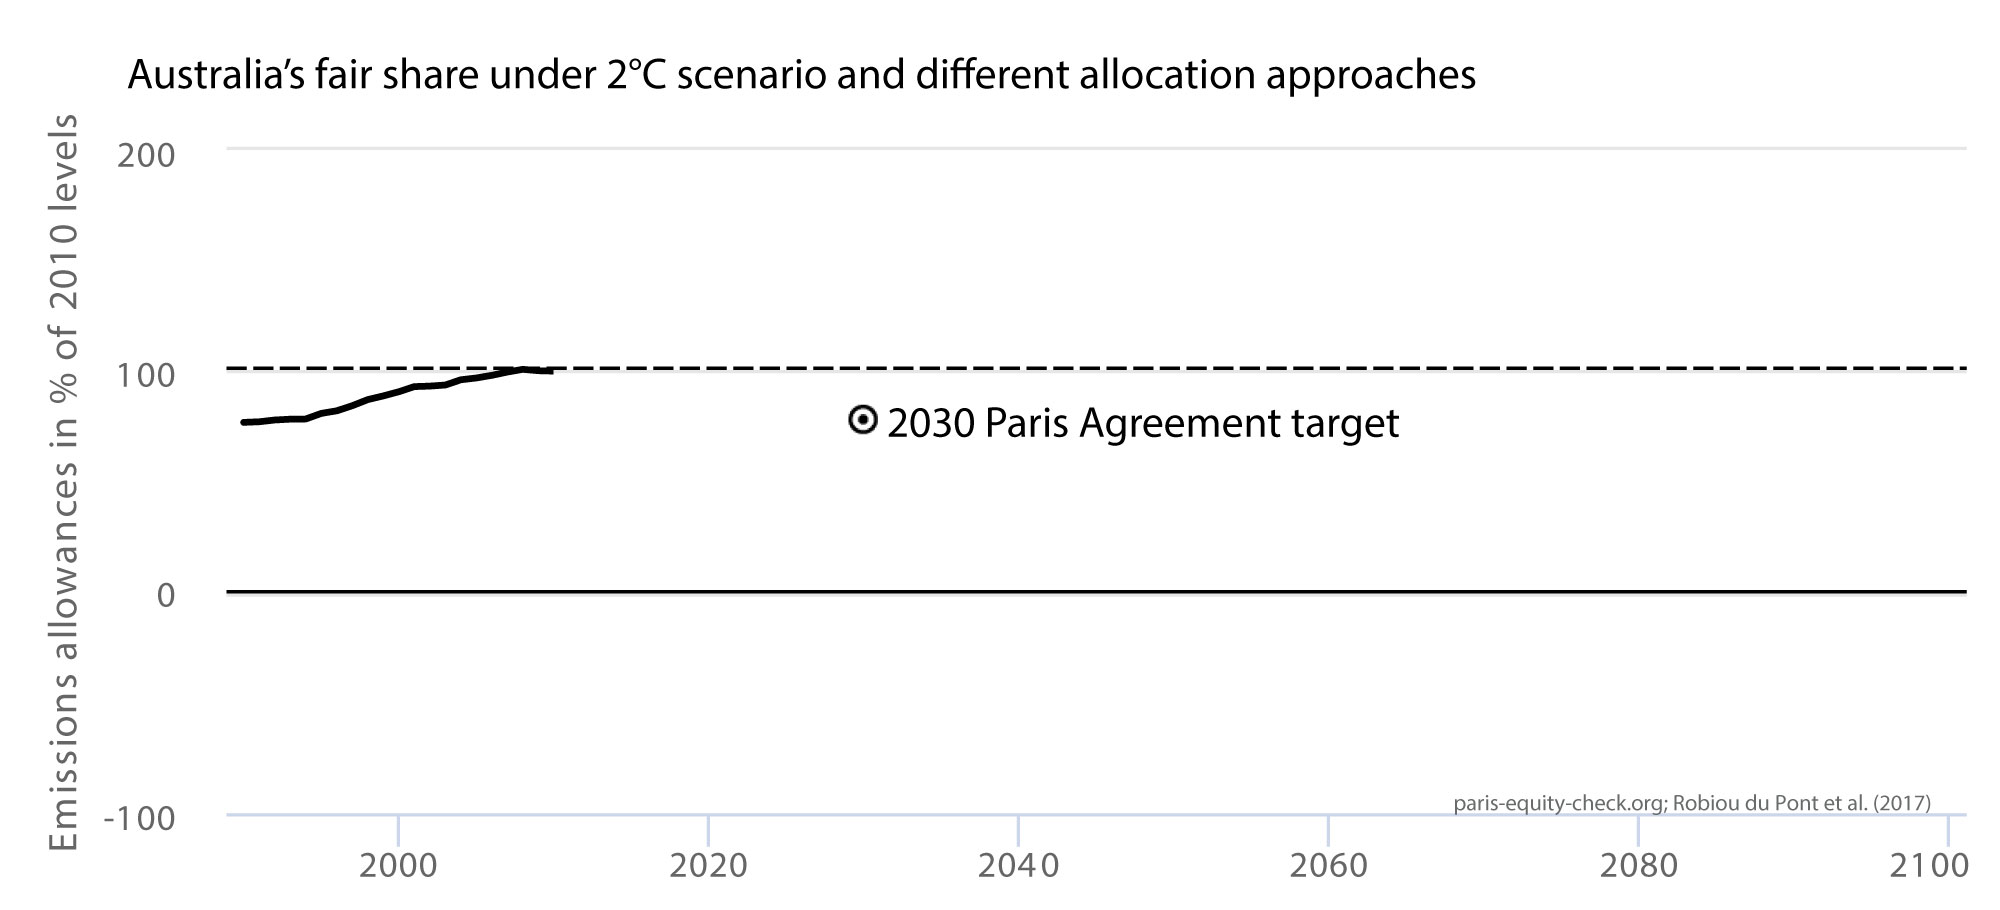 Australia’s fair share under 2°C scenario and different allocation approaches
Emissions allowances in % of 2010 levels
200
100
2030 Paris Agreement target
0
-100
paris-equity-check.org; Robiou du Pont et al. (2017)
2000 2020 2040 2060 2080 2100